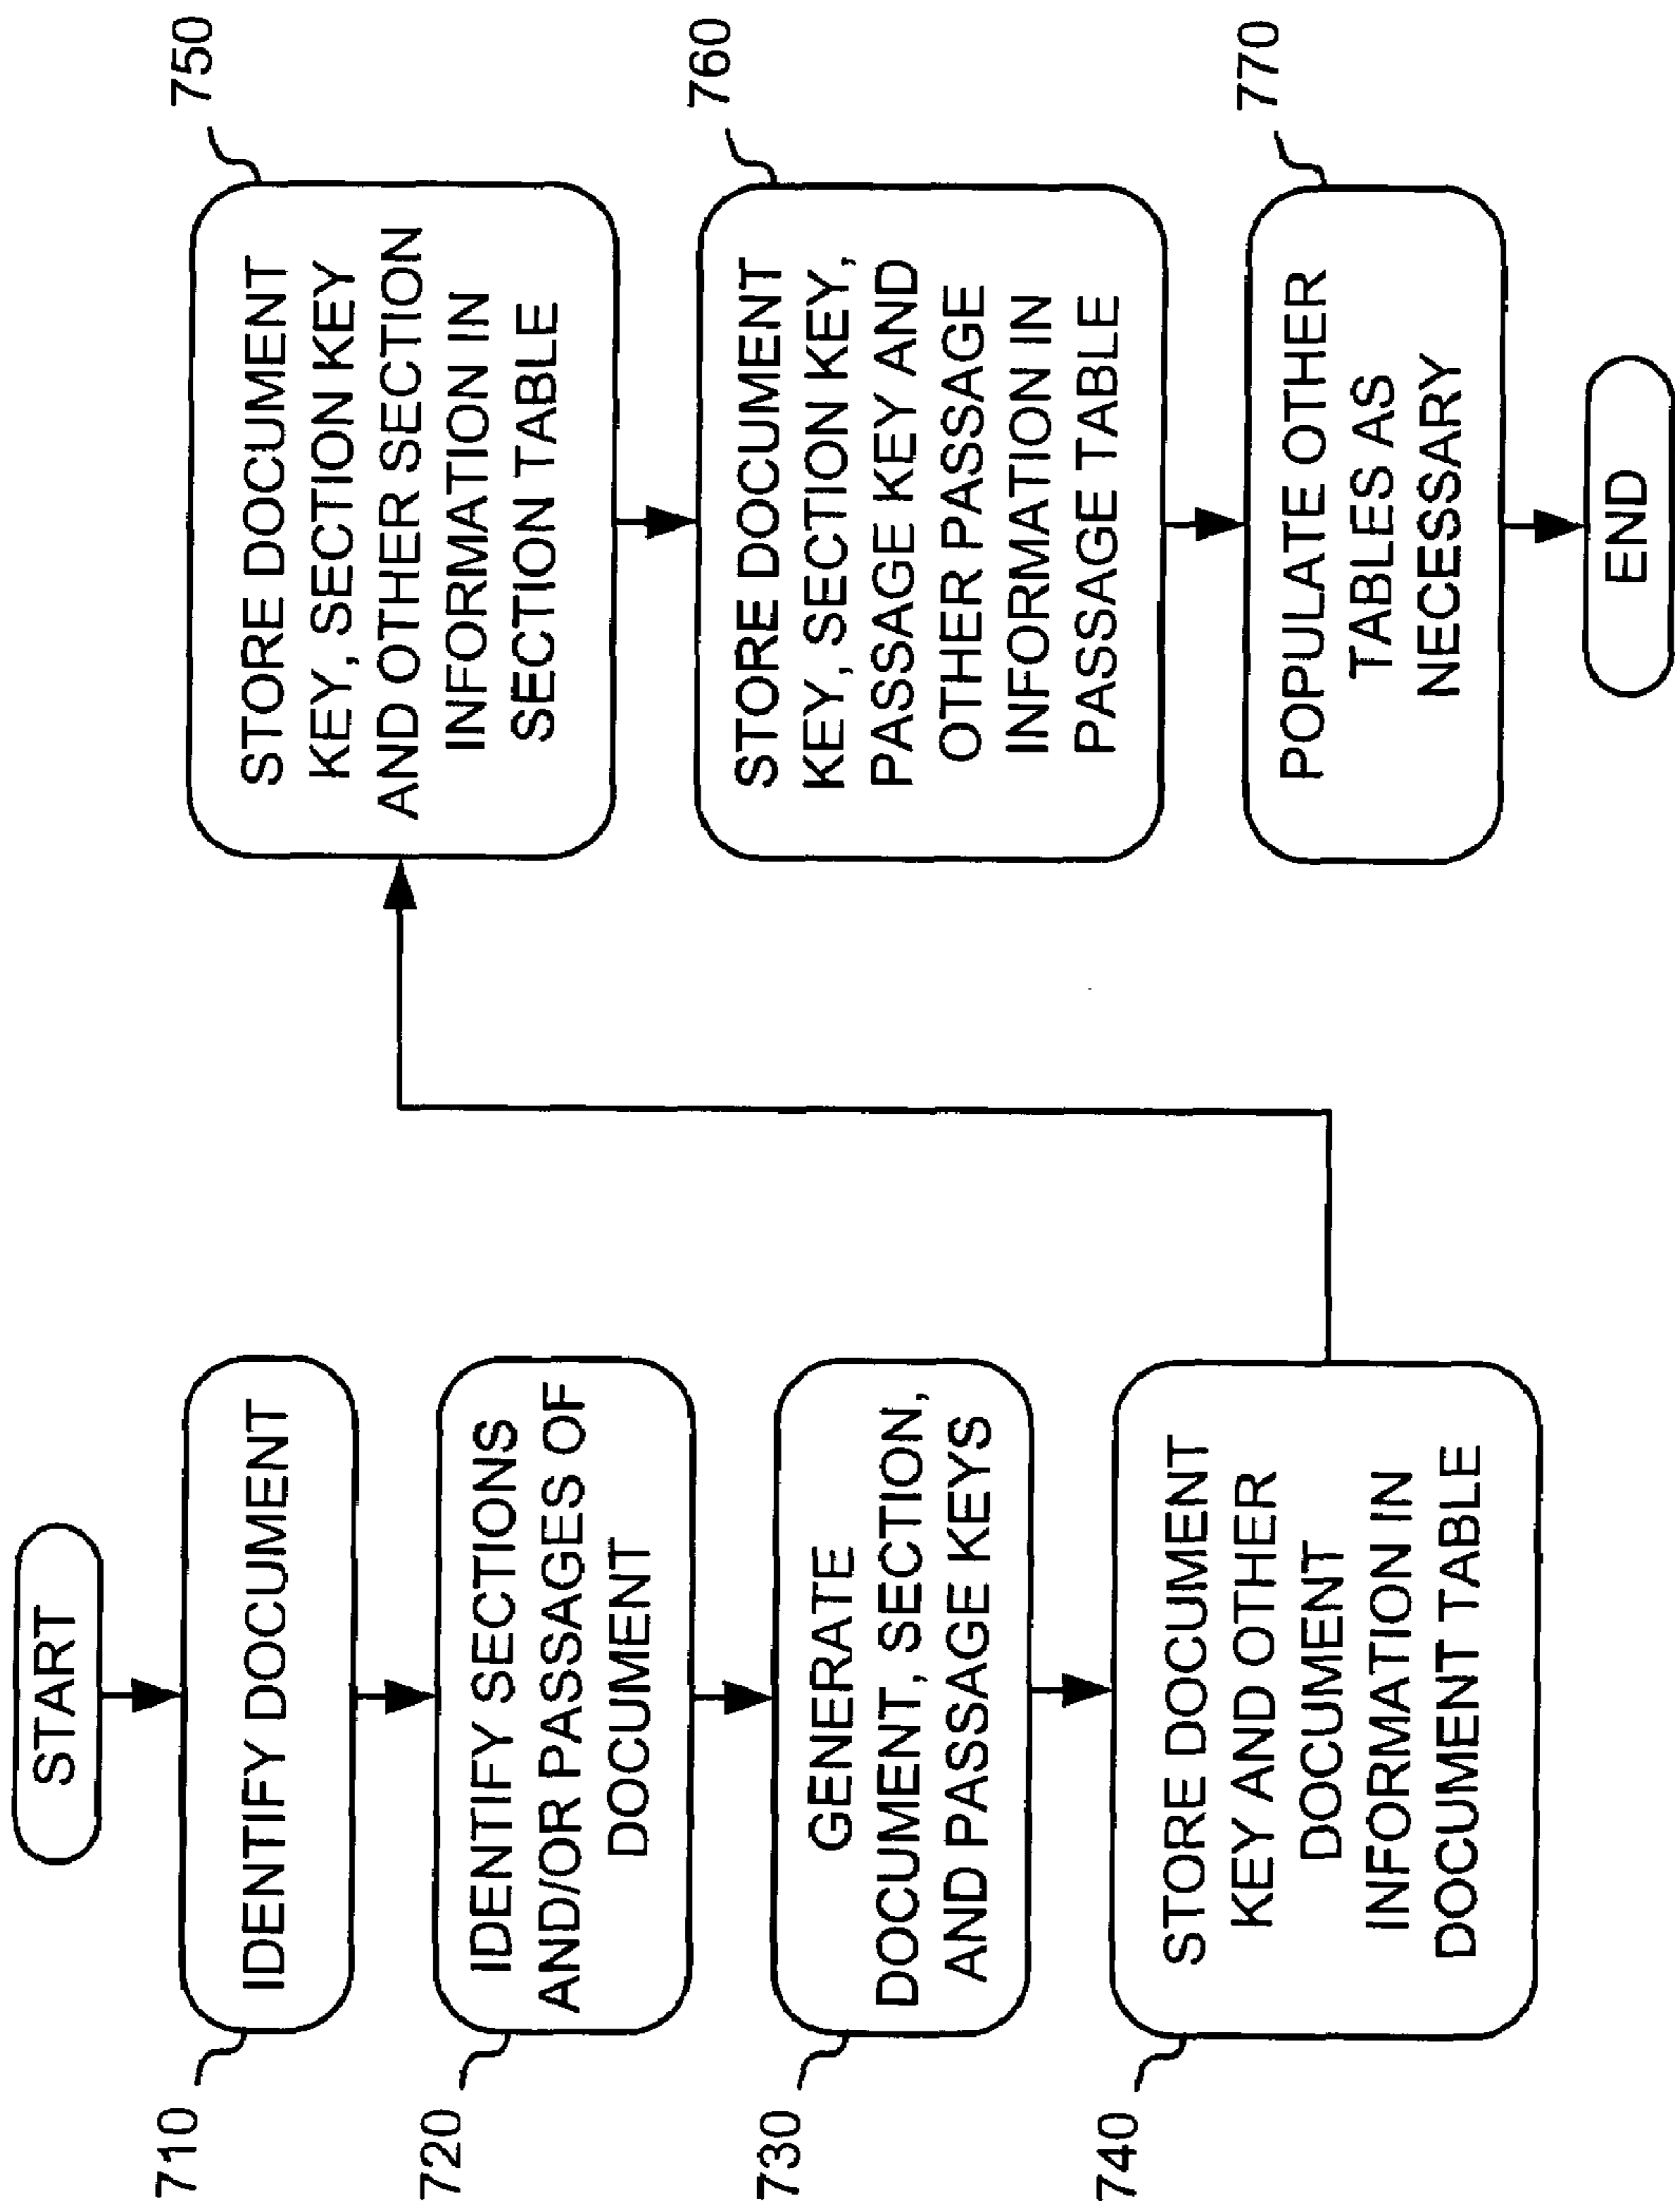 START
710
IDENTIFY DOCUMENT
720
IDENTIFY SECTIONS
AND/OR PASSAGES OF
DOCUMENT
730
GENERATE
DOCUMENT, SECTION,
AND PASSAGE KEYS
740
STORE DOCUMENT
KEY AND OTHER
DOCUMENT
INFORMATION IN
DOCUMENT TABLE
750
STORE DOCUMENT
KEY, SECTION KEY
AND OTHER SECTION
INFORMATION IN
SECTION TABLE
760
STORE DOCUMENT
KEY, SECTION KEY,
PASSAGE KEY AND
OTHER PASSAGE
INFORMATION IN
PASSAGE TABLE
770
POPULATE OTHER
TABLES AS
NECESSARY
END